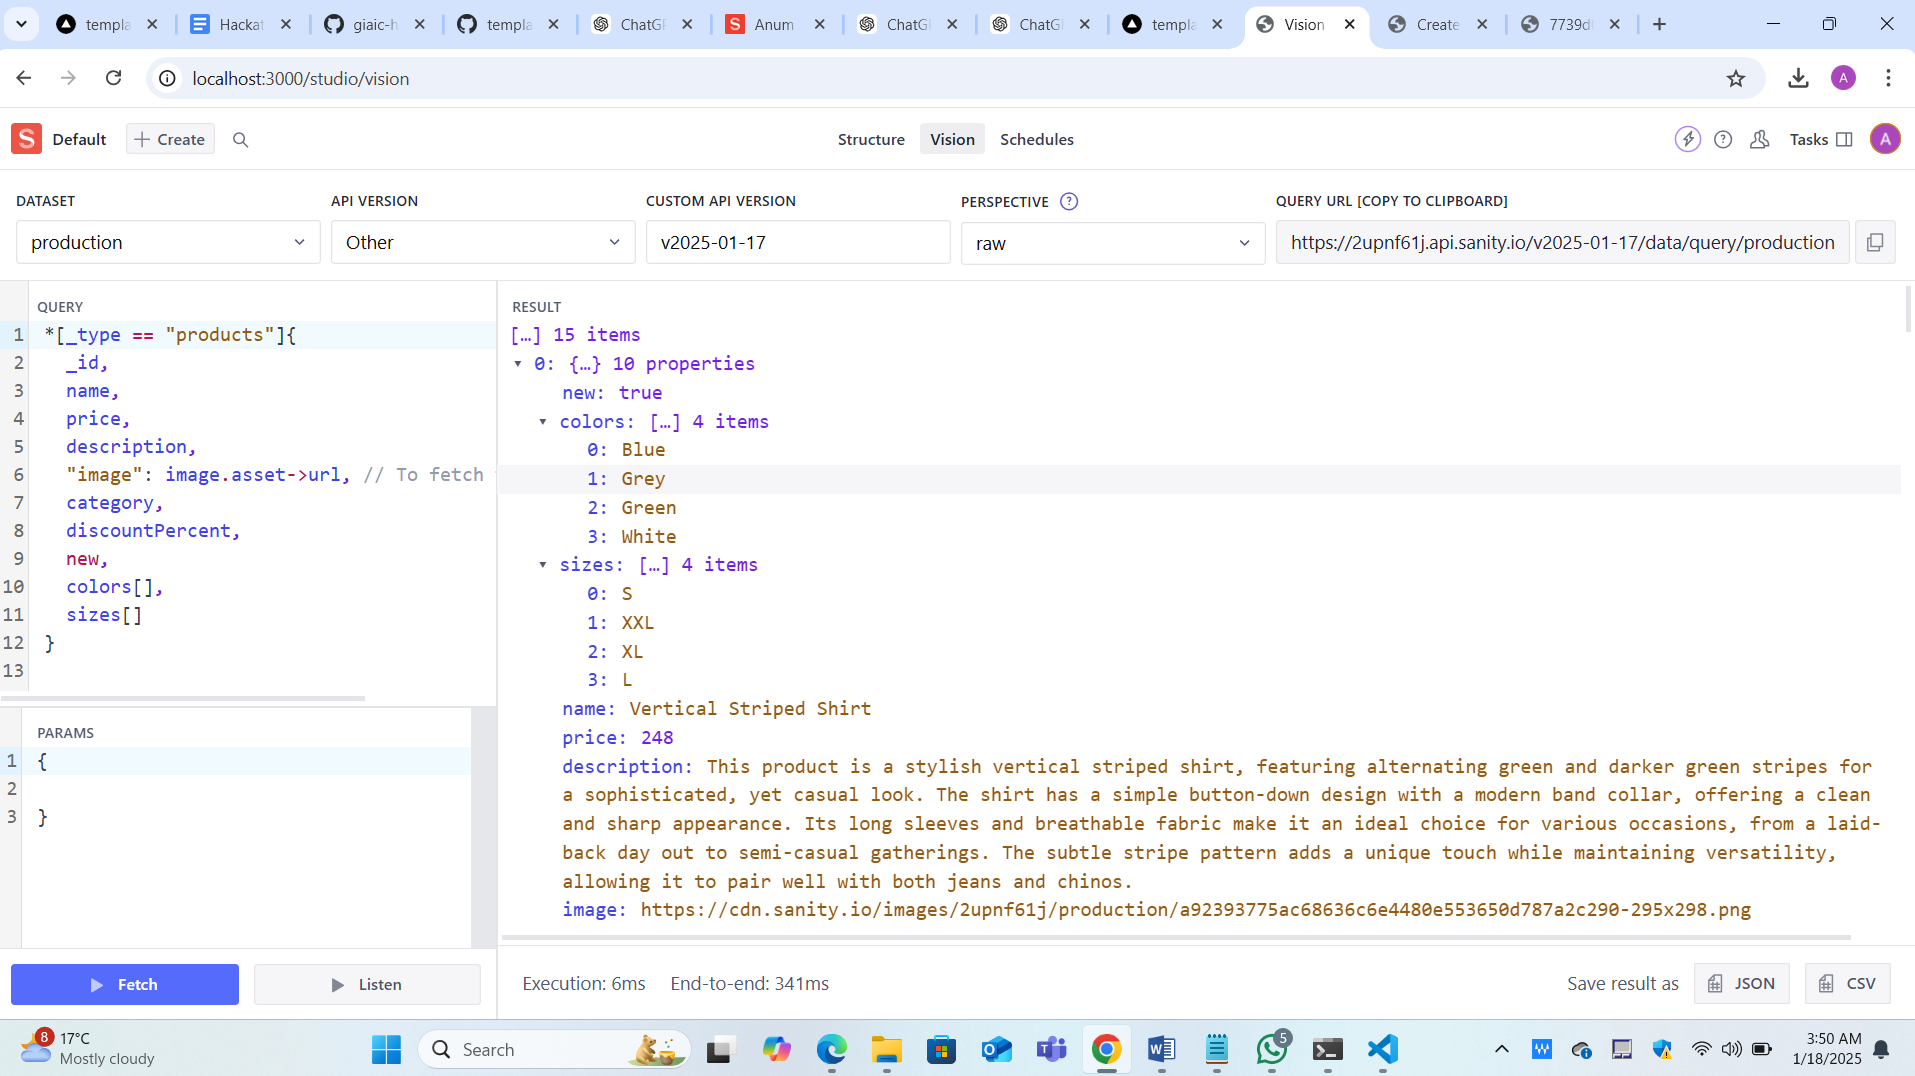 templa
Hackat
giaic-h
templa
ChatGP
Anum
ChatG
ChatG
templa
Vision
Create
7739d
localhost:3000/studio/vision
A
S Default
Create
Structure
Vision
Schedules
Tasks
A
DATASET
API VERSION
CUSTOM API VERSION
PERSPECTIVE ?
QUERY URL [COPY TO CLIPBOARD]
production
Other
v2025-01-17
raw
https://2upnf61j.api.sanity.io/v2025-01-17/data/query/production
QUERY
1 *[_type == "products"]{
2 _id,
3 name,
4 price,
5 description,
6 "image": image.asset->url, // To fetch
7 category,
8 discountPercent,
9 new,
10 colors[],
11 sizes[]
12 }
13
PARAMS
1 {
2
3 }
Fetch
Listen
RESULT
[…] 15 items
0: {…} 10 properties
new: true
colors: […] 4 items
0: Blue
1: Grey
2: Green
3: White
sizes: […] 4 items
0: S
1: XXL
2: XL
3: L
name: Vertical Striped Shirt
price: 248
description: This product is a stylish vertical striped shirt, featuring alternating green and darker green stripes for
a sophisticated, yet casual look. The shirt has a simple button-down design with a modern band collar, offering a clean
and sharp appearance. Its long sleeves and breathable fabric make it an ideal choice for various occasions, from a laid-
back day out to semi-casual gatherings. The subtle stripe pattern adds a unique touch while maintaining versatility,
allowing it to pair well with both jeans and chinos.
image: https://cdn.sanity.io/images/2upnf61j/production/a92393775ac68636c6e4480e553650d787a2c290-295x298.png
Execution: 6ms
End-to-end: 341ms
Save result as
JSON
CSV
8
17°C
Mostly cloudy
Search
5
3:50 AM
1/18/2025